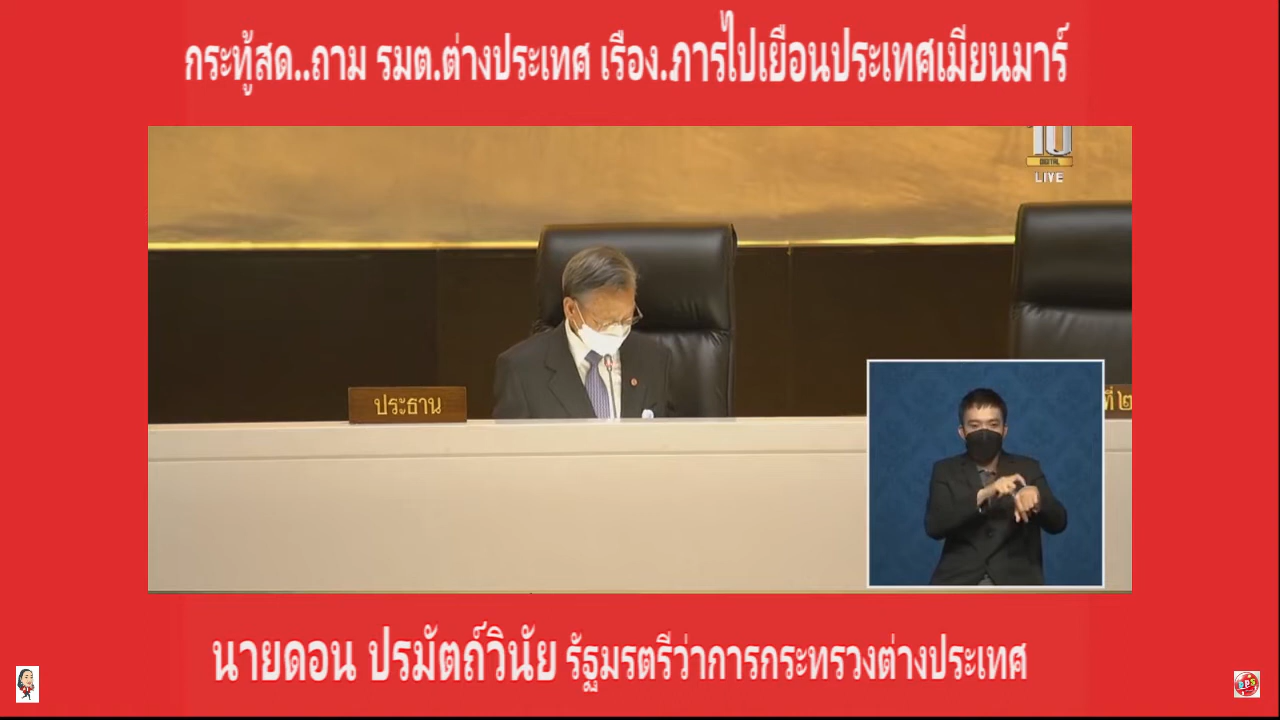 กระทู้สด..ถาม รมต.ต่างประเทศ เรือง.ภารไปเยือนประเทศเมียนมาร์
10
DIGITAL
LIVE
ประธาน
ที่๒
นายดอน ปรมัตถ์วินัย รัฐมรตรีว่าการกระทรวงต่างประเทศ
DPS